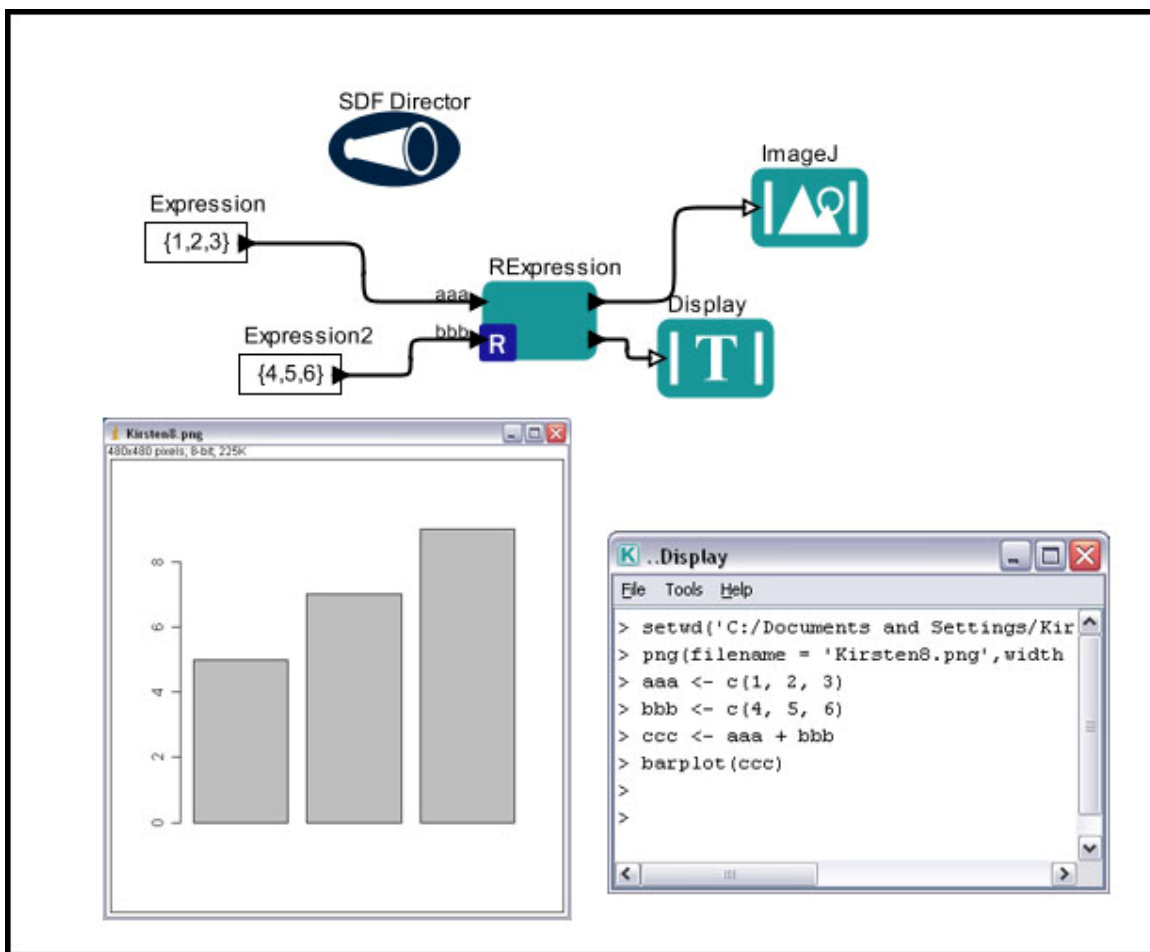 SDF Director
ImageJ
Expression
{1,2,3}
RExpression
aaa
Display
Expression2
bbb
R
{4,5,6}
T
Kirsten8.png
480x480 pixels; 8-bit; 225K
8
6
4
2
0
K ..Display
File Tools Help
> setwd('C:/Documents and Settings/Kir
> png(filename = 'Kirsten8.png',width
> aaa <- c(1, 2, 3)
> bbb <- c(4, 5, 6)
> ccc <- aaa + bbb
> barplot(ccc)
>
>